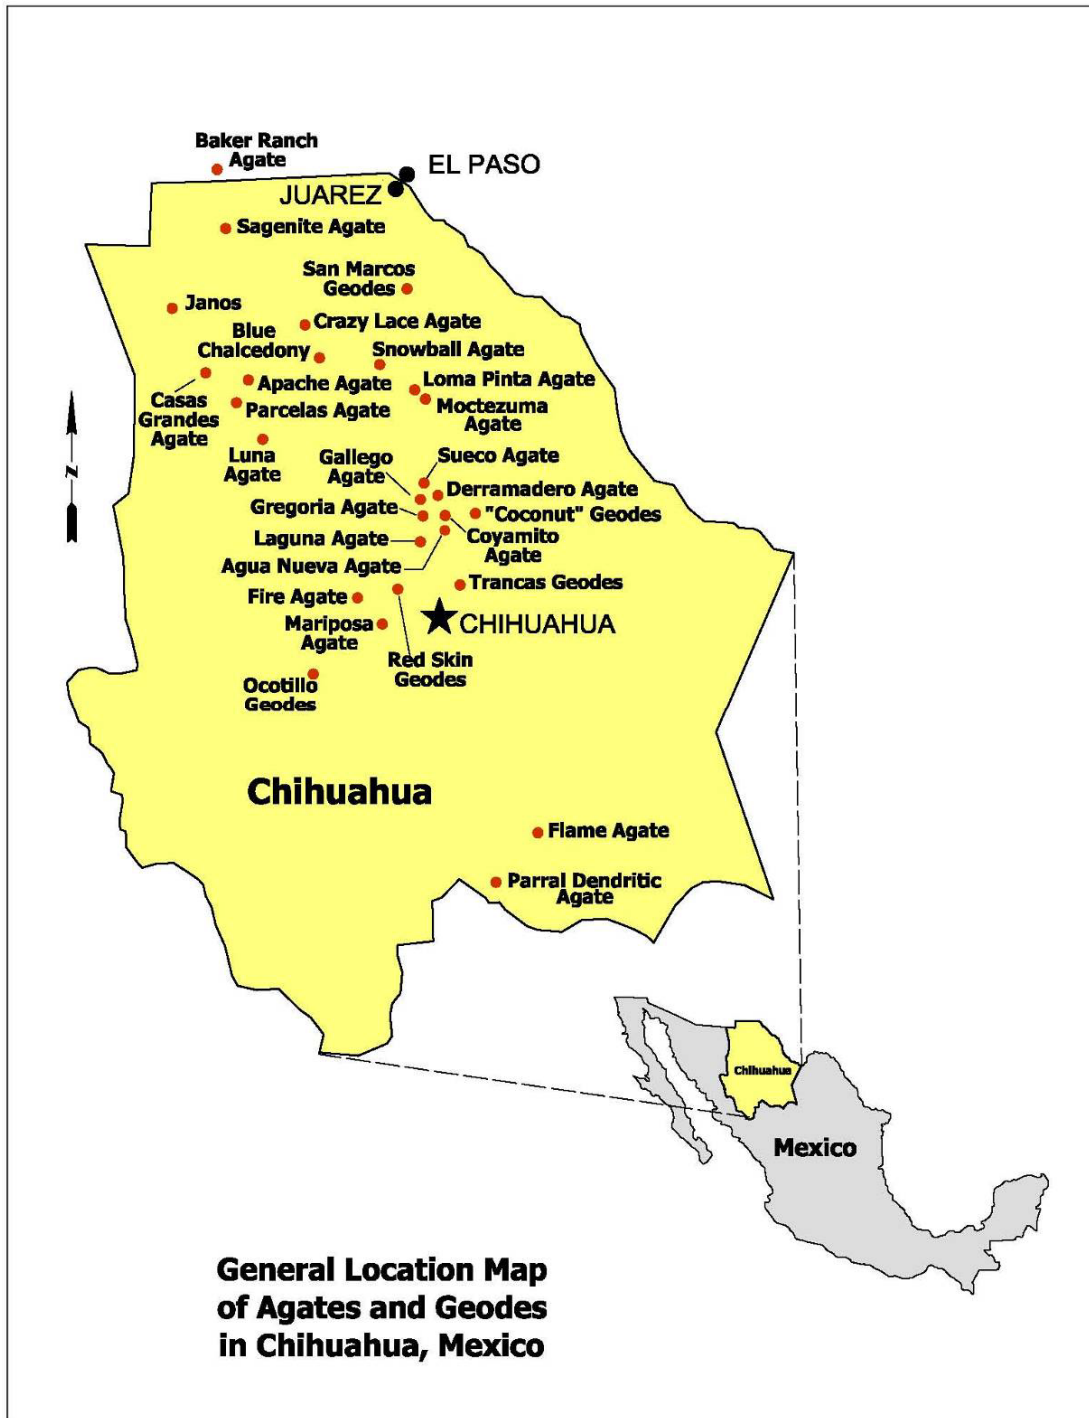 Baker Ranch
Agate
EL PASO
JUAREZ
Sagenite Agate
San Marcos
Geodes
Janos
Crazy Lace Agate
Blue
Chalcedony
Snowball Agate
Casas
Grandes
Agate
Apache Agate
Loma Pinta Agate
Parcelas Agate
Moctezuma
Agate
Luna
Agate
Gallego
Agate
Sueco Agate
Derramadero Agate
Gregoria Agate
"Coconut" Geodes
Laguna Agate
Coyamito
Agate
Agua Nueva Agate
Trancas Geodes
Fire Agate
Mariposa
Agate
CHIHUAHUA
Red Skin
Geodes
Ocotillo
Geodes
N
Chihuahua
Flame Agate
Parral Dendritic
Agate
Chihuahua
Mexico
General Location Map
of Agates and Geodes
in Chihuahua, Mexico